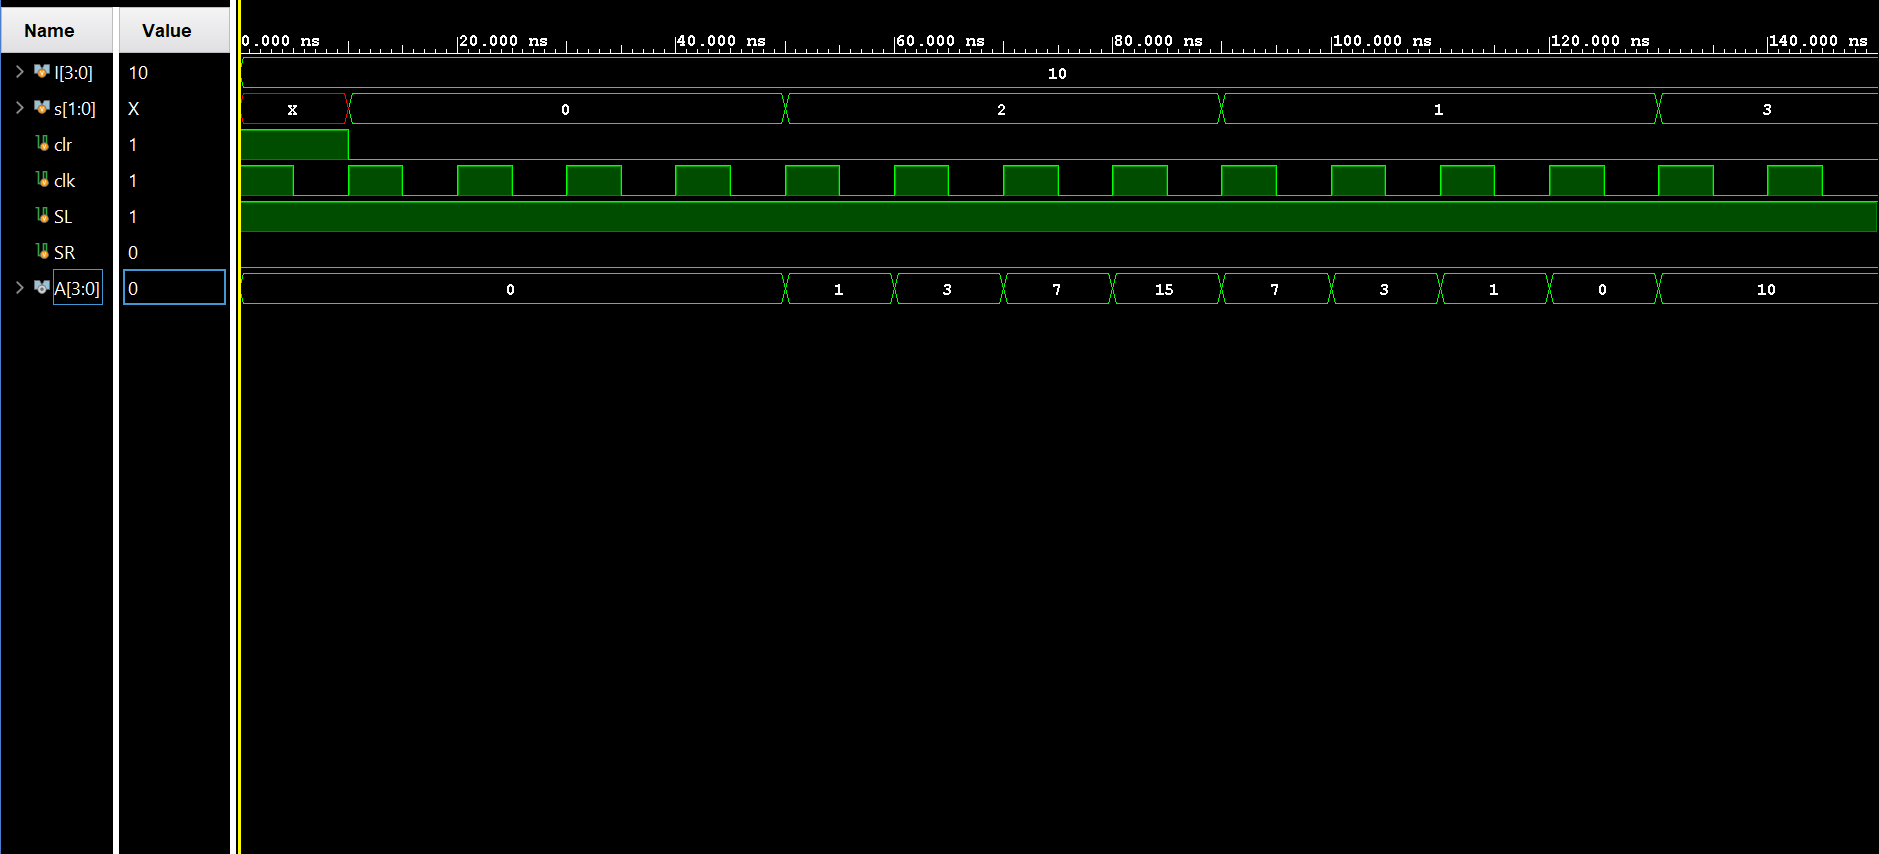 Name Value
0.000 ns 20.000 ns 40.000 ns 60.000 ns 80.000 ns 100.000 ns 120.000 ns 140.000 ns
I[3:0] 10 10
s[1:0] X X 0 2 1 3
clr 1
clk 1
SL 1
SR 0
A[3:0] 0 0 1 3 7 15 7 3 1 0 10